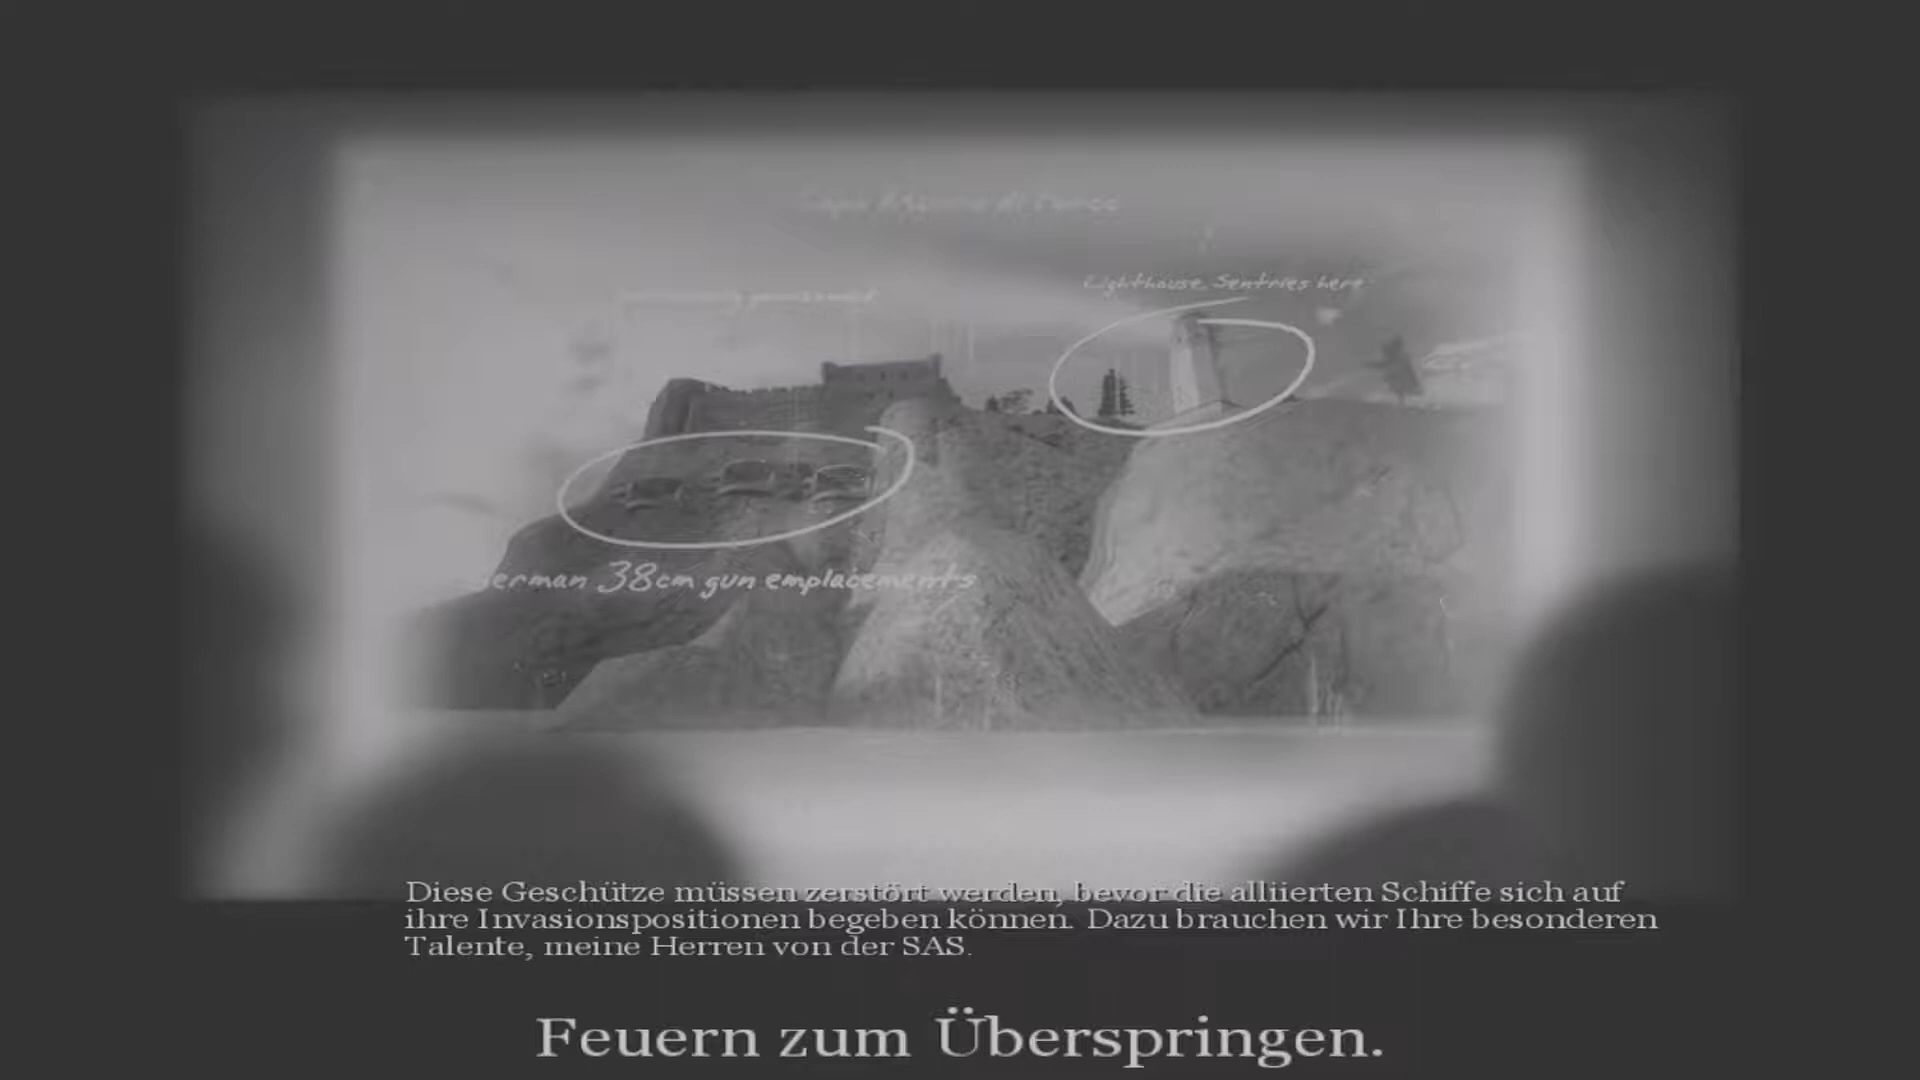 Lighthouse Sentries here
German 38cm gun emplacements
Diese Geschütze müssen zerstört werden, bevor die alliierten Schiffe sich auf
ihre Invasionspositionen begeben können. Dazu brauchen wir Ihre besonderen
Talente, meine Herren von der SAS.
Feuern zum Überspringen.